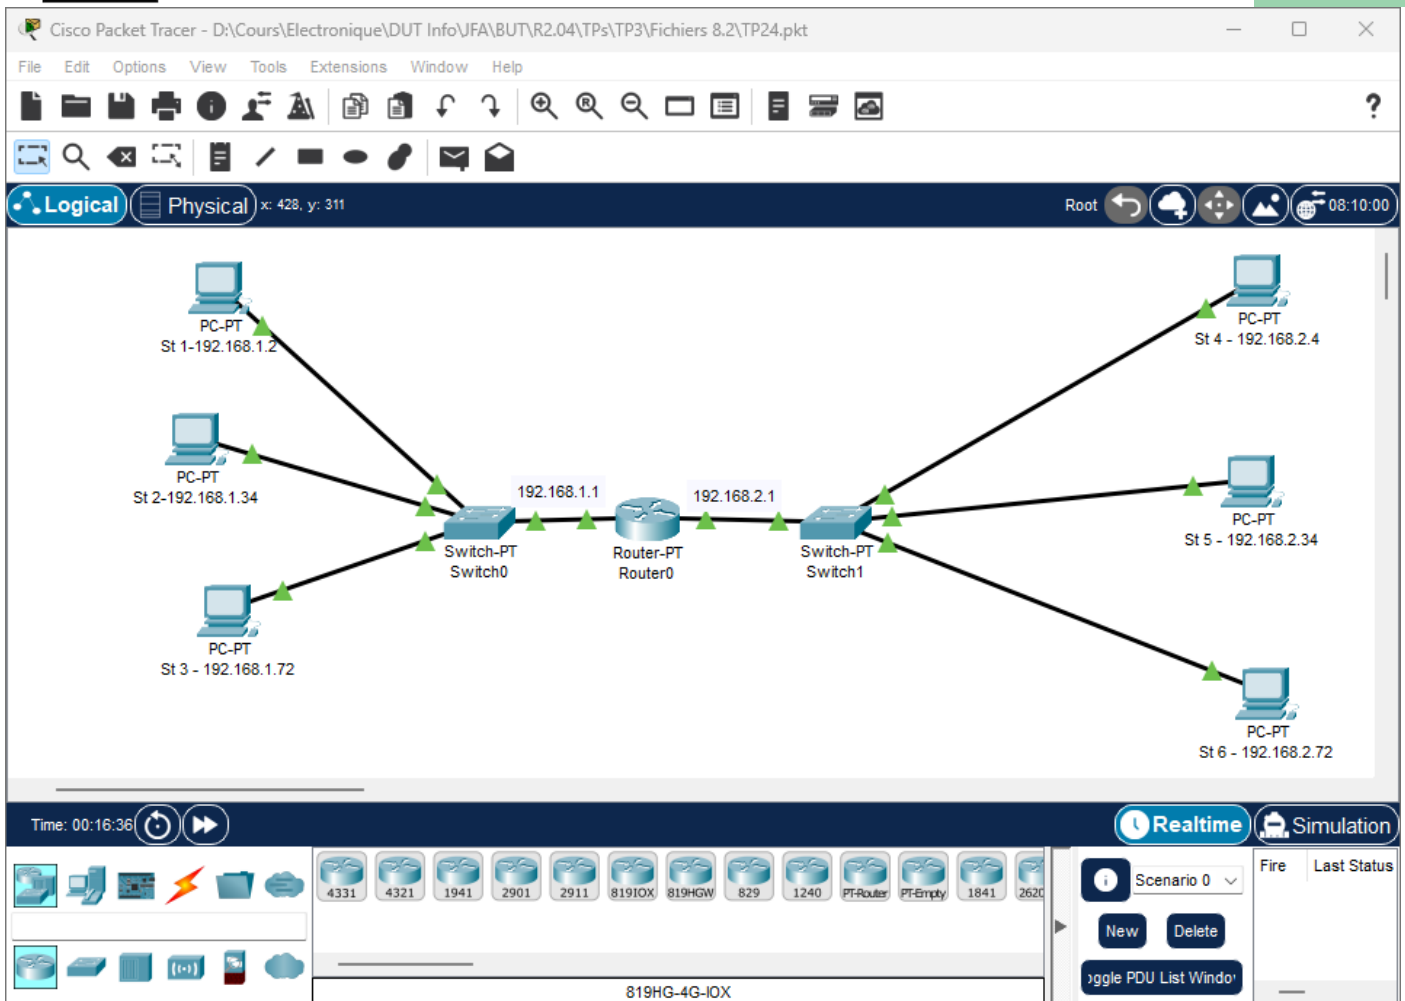 Cisco Packet Tracer - D:\Cours\Electronique\DUT Info\JFA\BUT\R2.04\TPs\TP3\Fichiers 8.2\TP24.pkt
File Edit Options View Tools Extensions Window Help
?
Logical Physical x: 428, y: 311 Root 08:10:00
PC-PT
St 1-192.168.1.2
PC-PT
St 4 - 192.168.2.4
PC-PT
St 2-192.168.1.34
192.168.1.1
192.168.2.1
PC-PT
St 5 - 192.168.2.34
Switch-PT
Switch0
Router-PT
Router0
Switch-PT
Switch1
PC-PT
St 3 - 192.168.1.72
PC-PT
St 6 - 192.168.2.72
Time: 00:16:36 Realtime Simulation
4331 4321 1941 2901 2911 819IOX 819HGW 829 1240 PT-Router PT-Empty 1841 2620
Scenario 0
Fire Last Status
New Delete
oggle PDU List Windo
819HG-4G-IOX